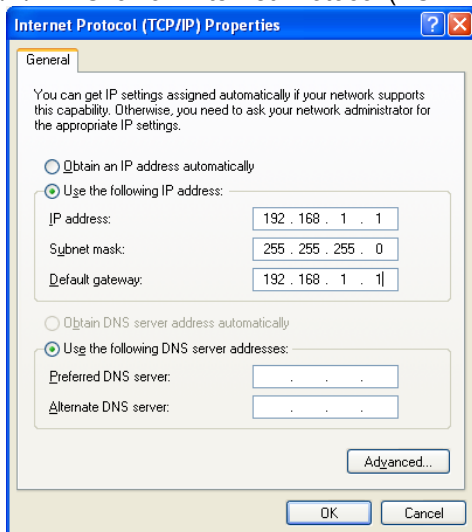 Internet Protocol (TCP/IP) Properties
General
You can get IP settings assigned automatically if your network supports
this capability. Otherwise, you need to ask your network administrator for
the appropriate IP settings.
Obtain an IP address automatically
Use the following IP address:
IP address: 192 . 168 . 1 . 1
Subnet mask: 255 . 255 . 255 . 0
Default gateway: 192 . 168 . 1 . 1
Obtain DNS server address automatically
Use the following DNS server addresses:
Preferred DNS server: . . .
Alternate DNS server: . . .
Advanced...
OK Cancel